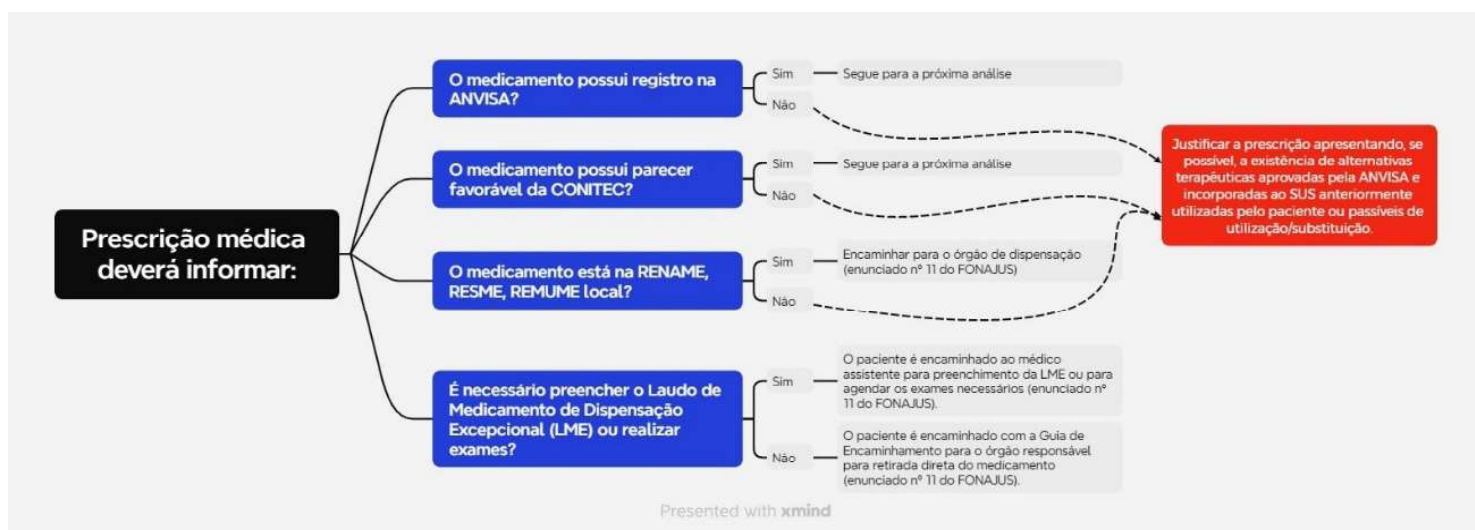 Prescrição médica
deverá informar:
O medicamento possui registro na
ANVISA?
Sim
Segue para a próxima análise
Não
O medicamento possui parecer
favorável da CONITEC?
Sim
Segue para a próxima análise
Não
O medicamento está na RENAME,
RESME, REMUME local?
Sim
Encaminhar para o órgão de dispensação
(enunciado nº 11 do FONAJUS)
Não
É necessário preencher o Laudo de
Medicamento de Dispensação
Excepcional (LME) ou realizar
exames?
Sim
O paciente é encaminhado ao médico
assistente para preenchimento da LME ou para
agendar os exames necessários (enunciado nº
11 do FONAJUS).
Não
O paciente é encaminhado com a Guia de
Encaminhamento para o órgão responsável
para retirada direta do medicamento
(enunciado nº 11 do FONAJUS).
Justificar a prescrição apresentando, se
possível, a existência de alternativas
terapêuticas aprovadas pela ANVISA e
incorporadas ao SUS anteriormente
utilizadas pelo paciente ou passíveis de
utilização/substituição.
Presented with xmind